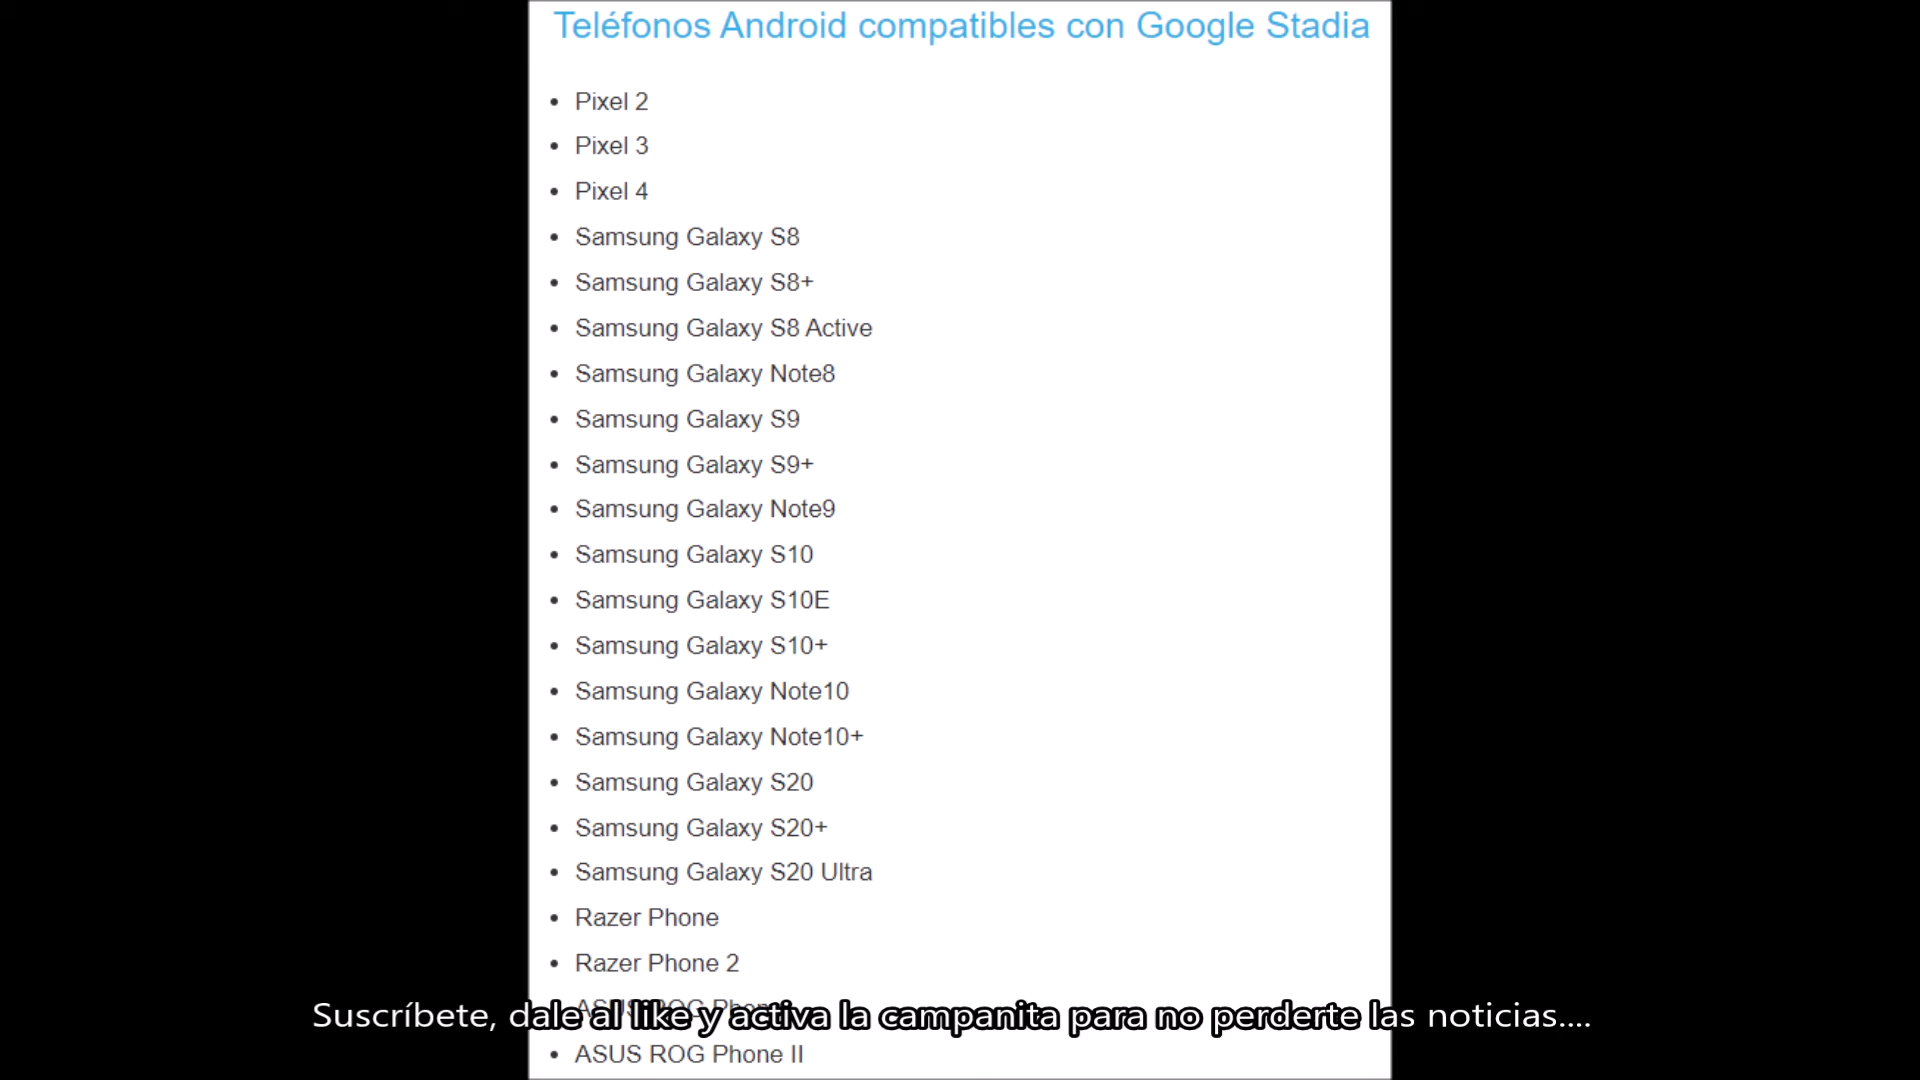 Teléfonos Android compatibles con Google Stadia
• Pixel 2
• Pixel 3
• Pixel 4
• Samsung Galaxy S8
• Samsung Galaxy S8+
• Samsung Galaxy S8 Active
• Samsung Galaxy Note8
• Samsung Galaxy S9
• Samsung Galaxy S9+
• Samsung Galaxy Note9
• Samsung Galaxy S10
• Samsung Galaxy S10E
• Samsung Galaxy S10+
• Samsung Galaxy Note10
• Samsung Galaxy Note10+
• Samsung Galaxy S20
• Samsung Galaxy S20+
• Samsung Galaxy S20 Ultra
• Razer Phone
• Razer Phone 2
ASUS ROG Phone
Suscríbete, dale al like y activa la campanita para no perderte las noticias....
• ASUS ROG Phone II